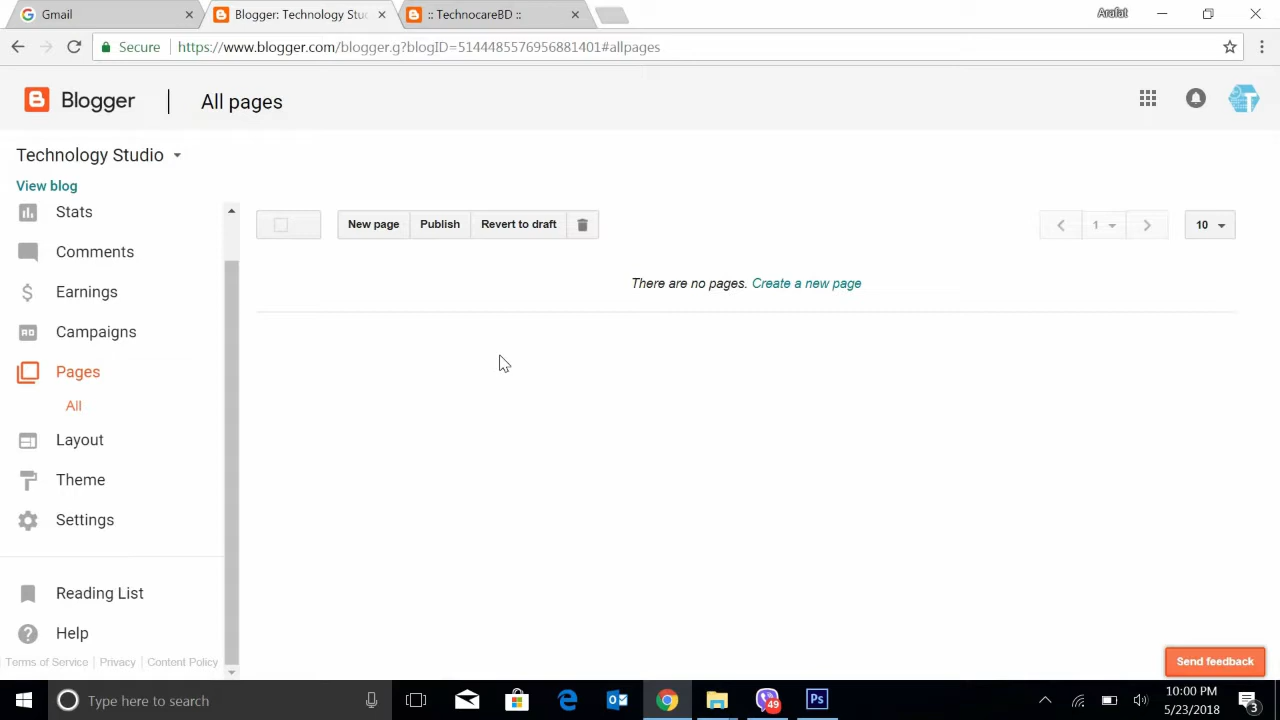 Gmail
Blogger: Technology Stu
:: TechnocareBD ::
Arafat
Secure
https://www.blogger.com/blogger.g?blogID=5144485576956881401#allpages
Blogger
All pages
Technology Studio
View blog
Stats
Comments
Earnings
Campaigns
Pages
All
Layout
Theme
Settings
Reading List
Help
Terms of Service | Privacy | Content Policy
New page
Publish
Revert to draft
1
10
There are no pages. Create a new page
Send feedback
Type here to search
49
Ps
10:00 PM
5/23/2018
3